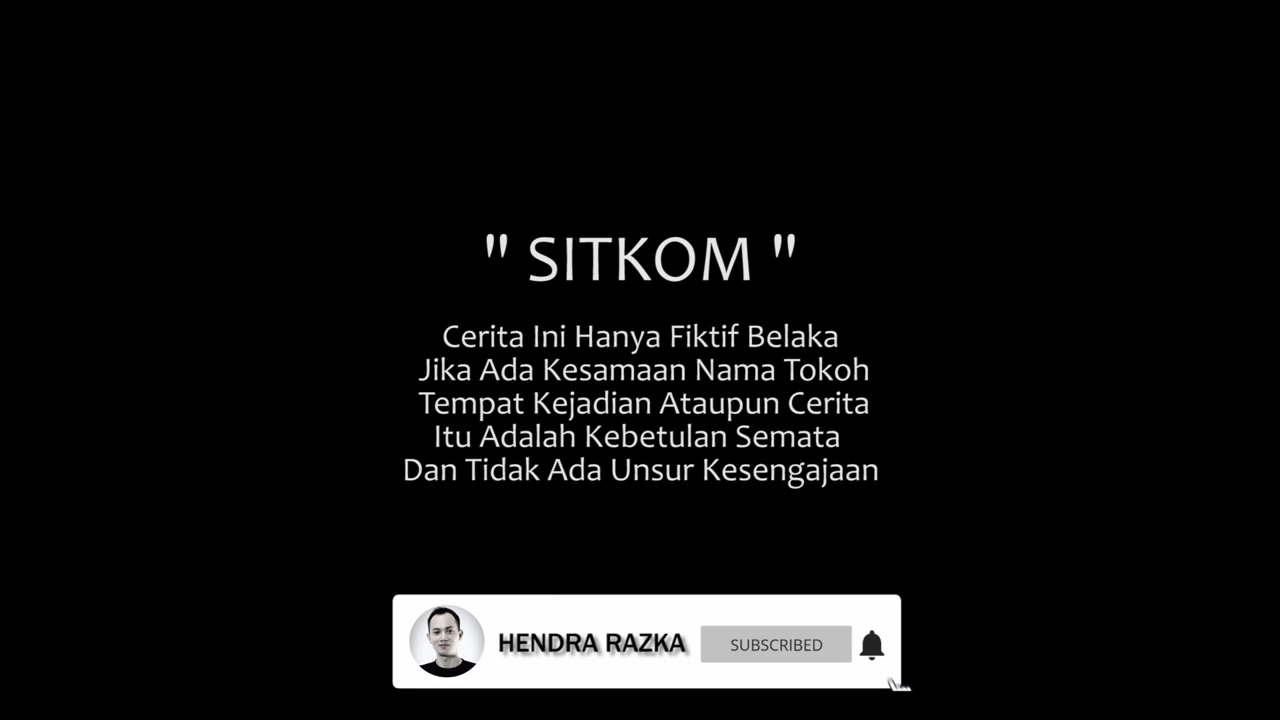 " SITKOM "
Cerita Ini Hanya Fiktif Belaka
Jika Ada Kesamaan Nama Tokoh
Tempat Kejadian Ataupun Cerita
Itu Adalah Kebetulan Semata
Dan Tidak Ada Unsur Kesengajaan
HENDRA RAZKA
SUBSCRIBED